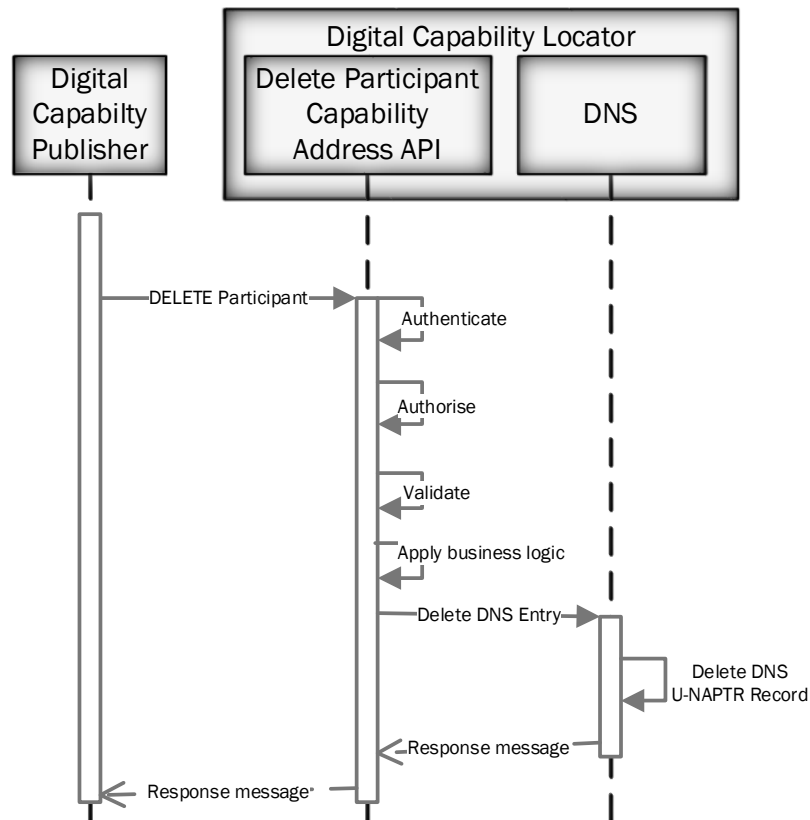 Digital Capability Locator
Digital
Capabilty
Publisher
Delete Participant
Capability
Address API
DNS
DELETE Participant
Authenticate
Authorise
Validate
Apply business logic
Delete DNS Entry
Delete DNS
U-NAPTR Record
Response message
Response message